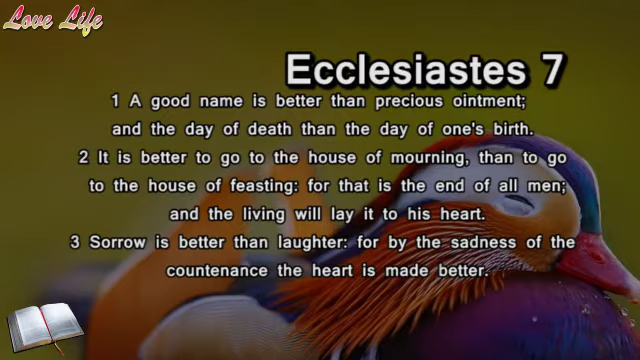 Love Life
Ecclesiastes 7
1 A good name is better than precious ointment;
and the day of death than the day of one's birth.
2 It is better to go to the house of mourning, than to go
to the house of feasting: for that is the end of all men;
and the living will lay it to his heart.
3 Sorrow is better than laughter: for by the sadness of the
countenance the heart is made better.